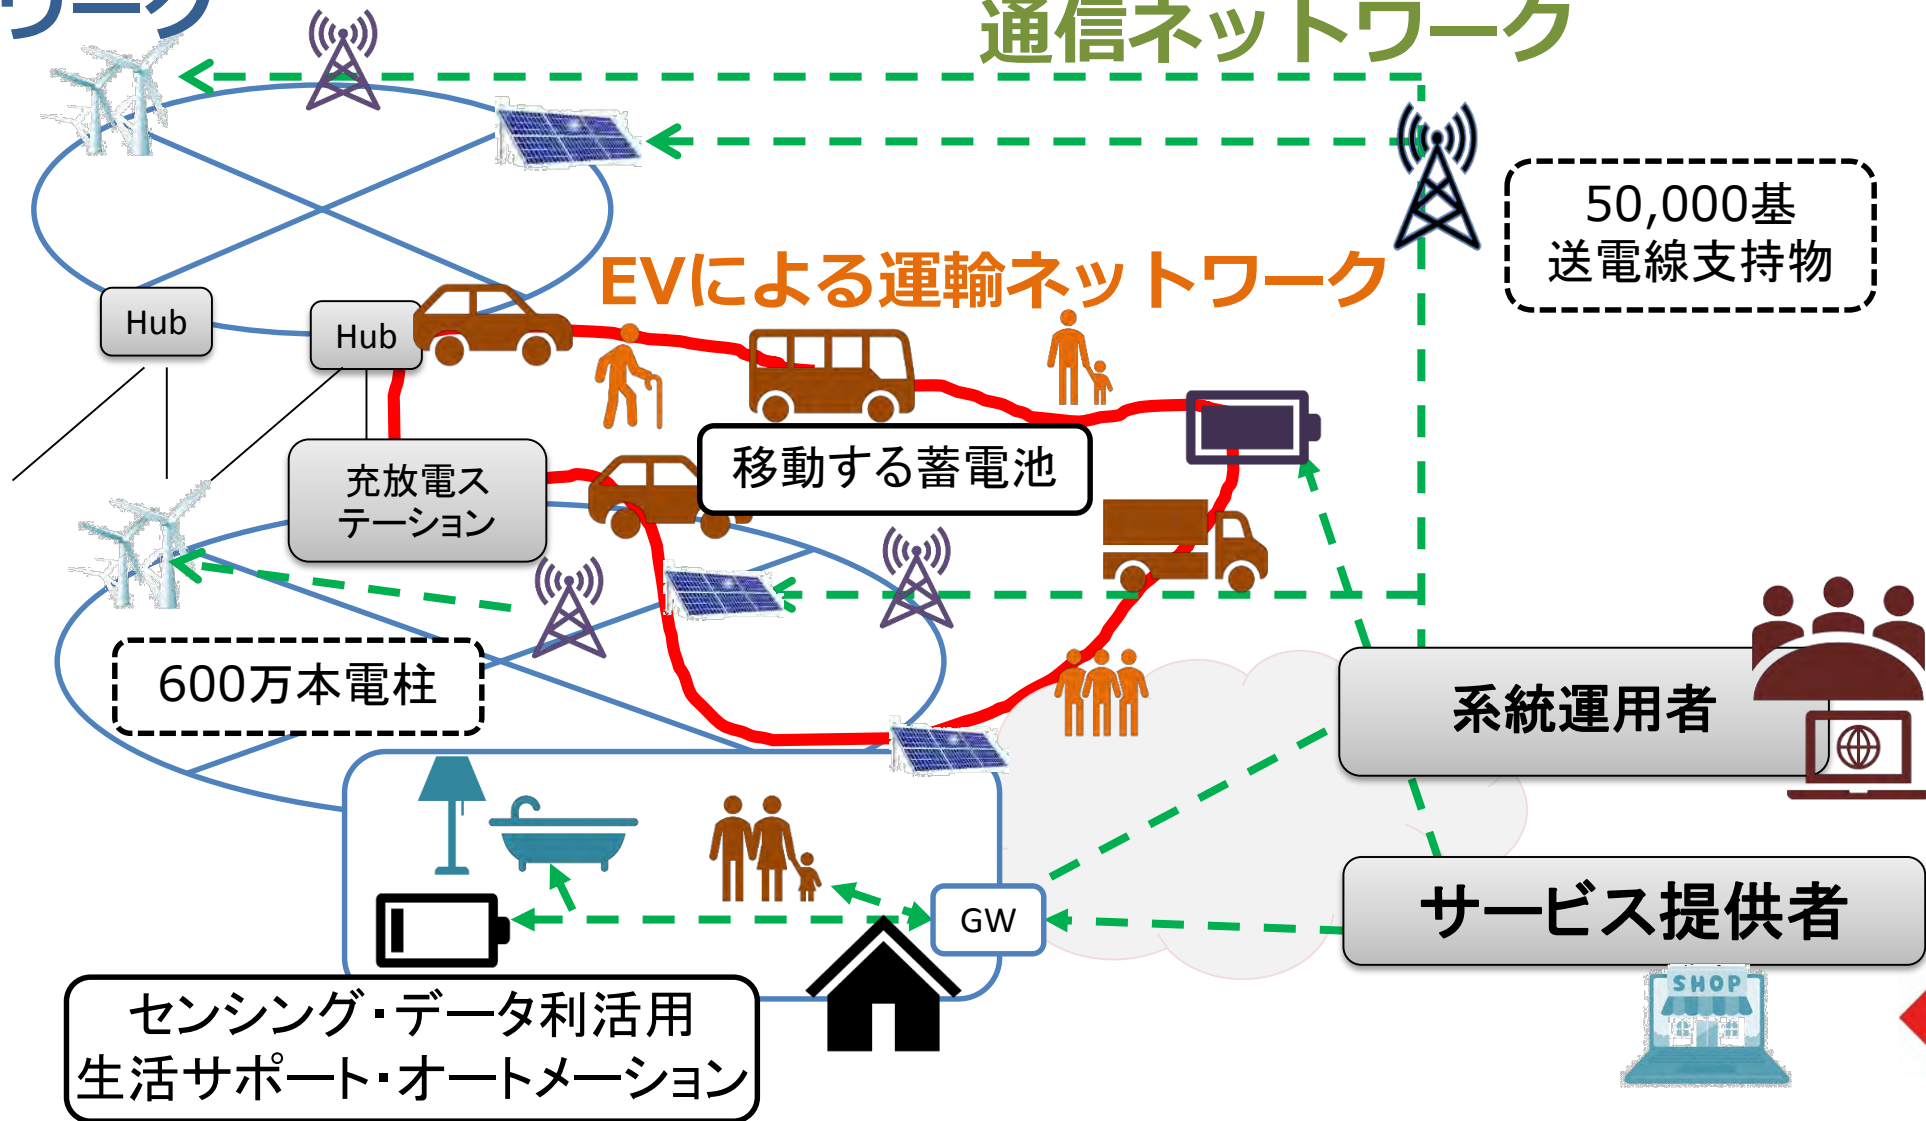 ワーク
通信ネットワーク
50,000基
送電線支持物
EVによる運輸ネットワーク
Hub
Hub
移動する蓄電池
充放電ス
テーション
600万本電柱
系統運用者
サービス提供者
GW
SHOP
センシング・データ利活用
生活サポート・オートメーション